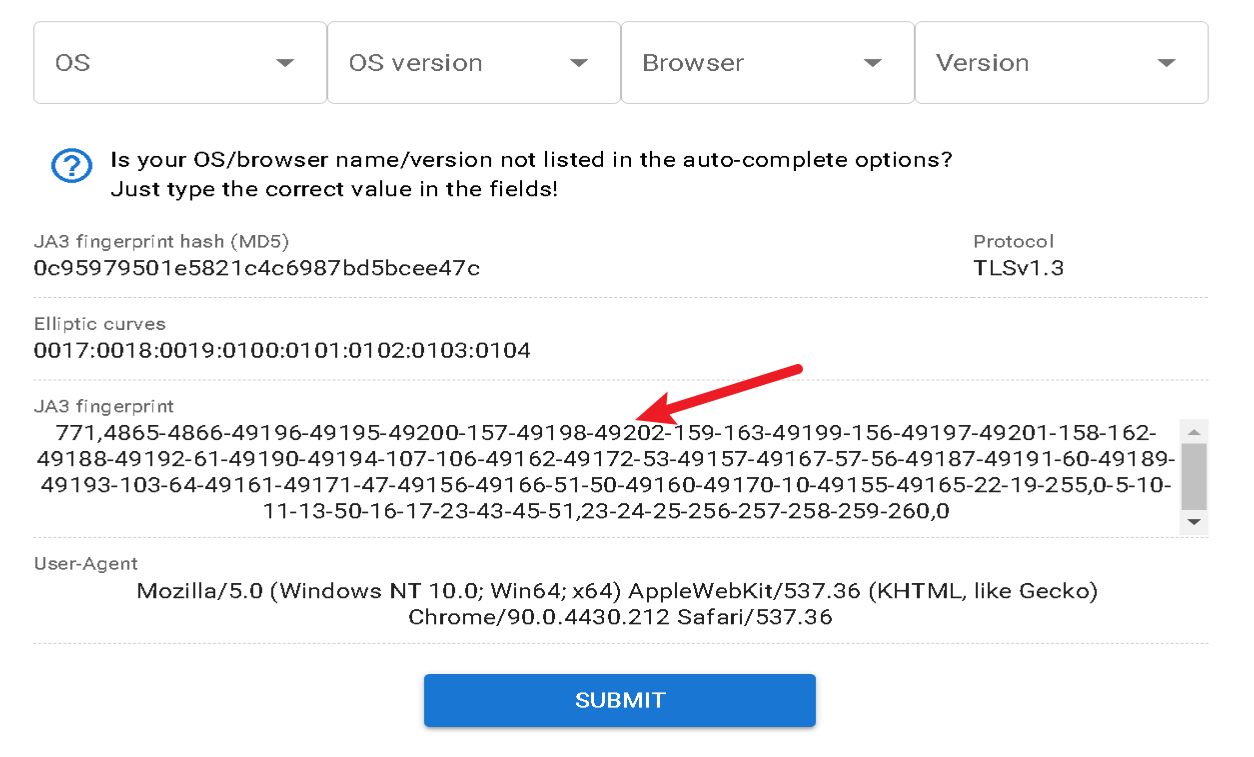 OS
OS version
Browser
Version
Is your OS/browser name/version not listed in the auto-complete options?
Just type the correct value in the fields!
JA3 fingerprint hash (MD5)
Protocol
0c95979501e5821c4c6987bd5bcee47c
TLSv1.3
Elliptic curves
0017:0018:0019:0100:0101:0102:0103:0104
JA3 fingerprint
771,4865-4866-49196-49195-49200-157-49198-49202-159-163-49199-156-49197-49201-158-162-
49188-49192-61-49190-49194-107-106-49162-49172-53-49157-49167-57-56-49187-49191-60-49189-
49193-103-64-49161-49171-47-49156-49166-51-50-49160-49170-10-49155-49165-22-19-255,0-5-10-
11-13-50-16-17-23-43-45-51,23-24-25-256-257-258-259-260,0
User-Agent
Mozilla/5.0 (Windows NT 10.0; Win64; x64) AppleWebKit/537.36 (KHTML, like Gecko)
Chrome/90.0.4430.212 Safari/537.36
SUBMIT